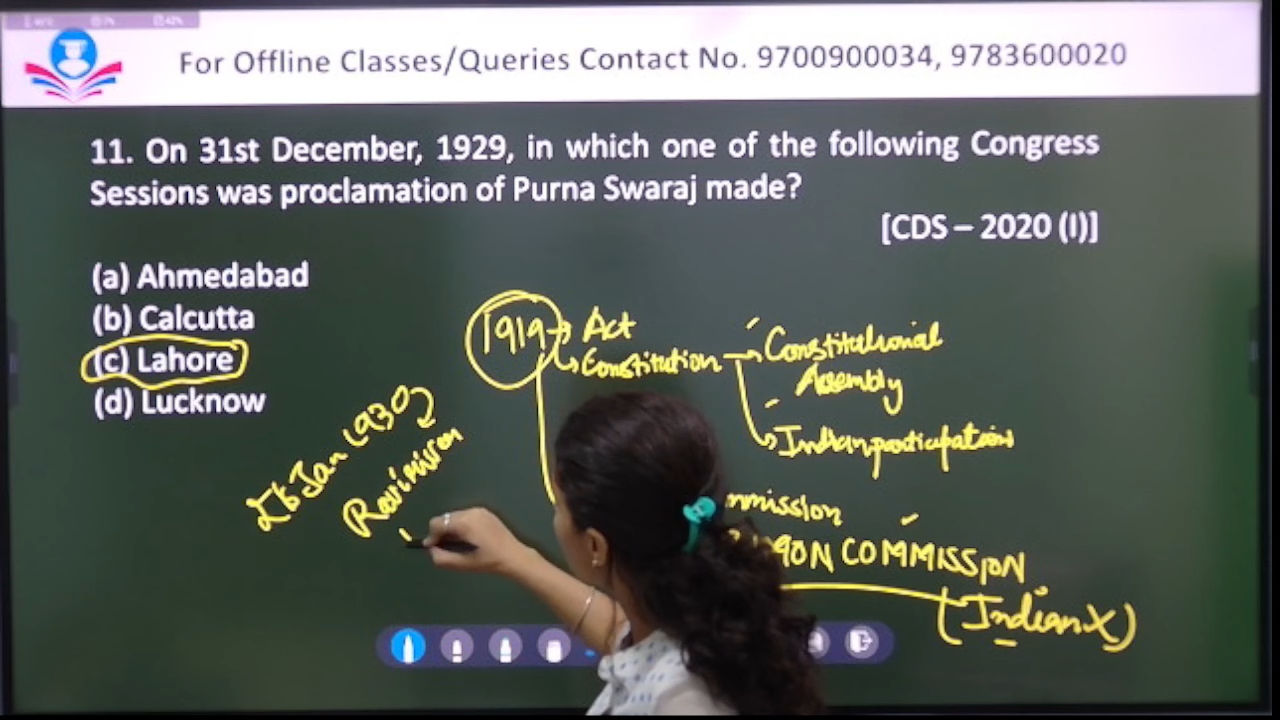 For Offline Classes/Queries Contact No. 9700900034, 9783600020
11. On 31st December, 1929, in which one of the following Congress
Sessions was proclamation of Purna Swaraj made?
[CDS – 2020 (I)]
(a) Ahmedabad
(b) Calcutta
(c) Lahore
(d) Lucknow
1919 → Act
Constitution → Constitutional
Assembly
Indian participation
mmission
MON COMMISSION
(Indian X)
26 Jan 1930